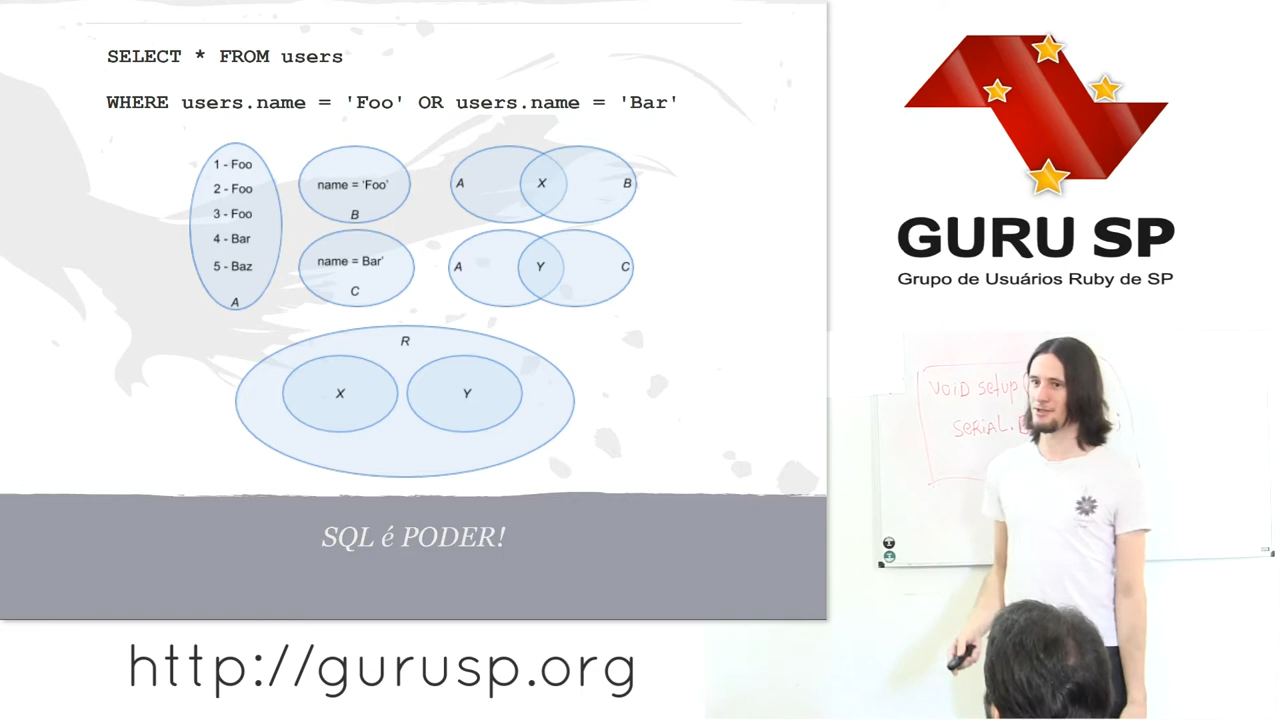 SELECT * FROM users
WHERE users.name = 'Foo' OR users.name = 'Bar'
1 - Foo
2 - Foo
3 - Foo
4 - Bar
5 - Baz
A
name = 'Foo'
B
name = Bar'
C
A X B
A Y C
R
X Y
SQL é PODER!
http://gurusp.org
GURU SP
Grupo de Usuários Ruby de SP
VOID setup
SERIAL.